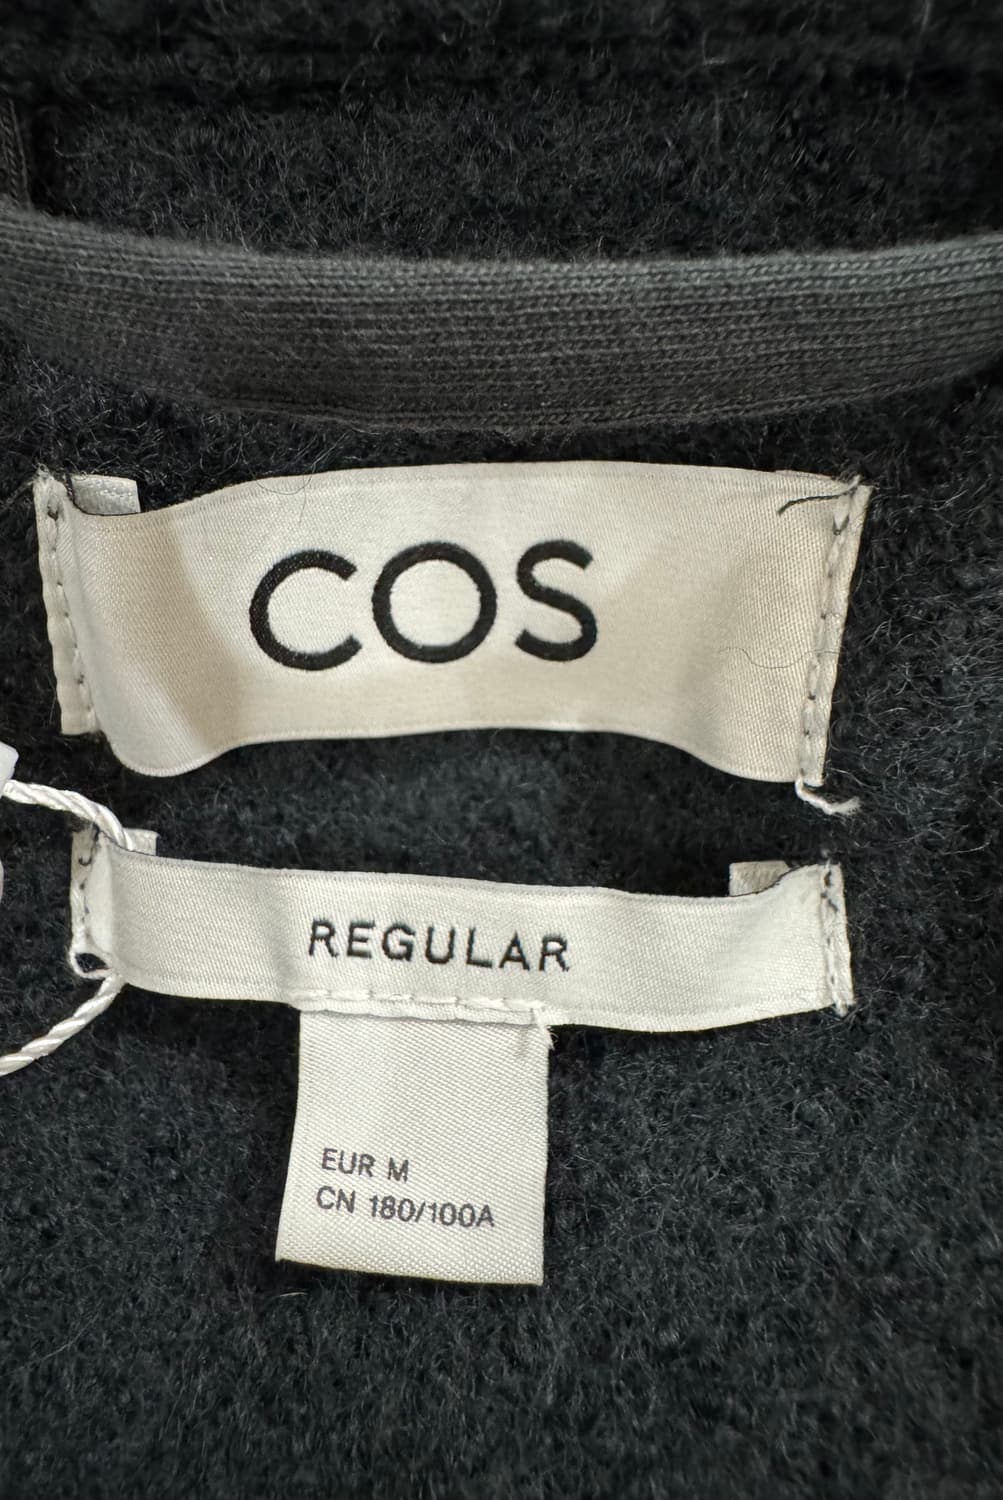 COS
REGULAR
EUR M
CN 180/100A